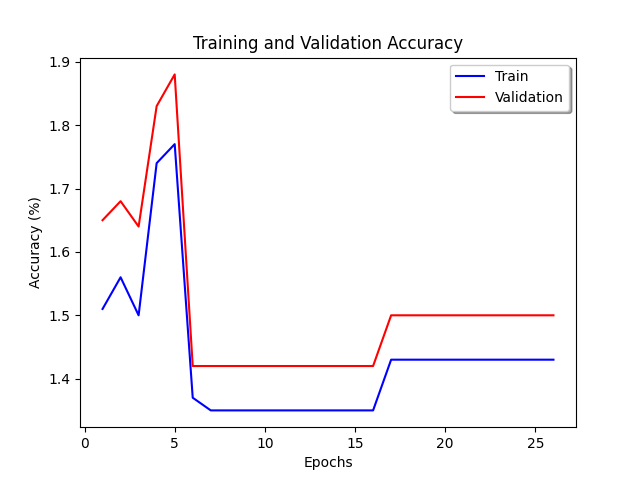 Training and Validation Accuracy
Train
Validation
Accuracy (%)
1.9
1.8
1.7
1.6
1.5
1.4
0 5 10 15 20 25
Epochs